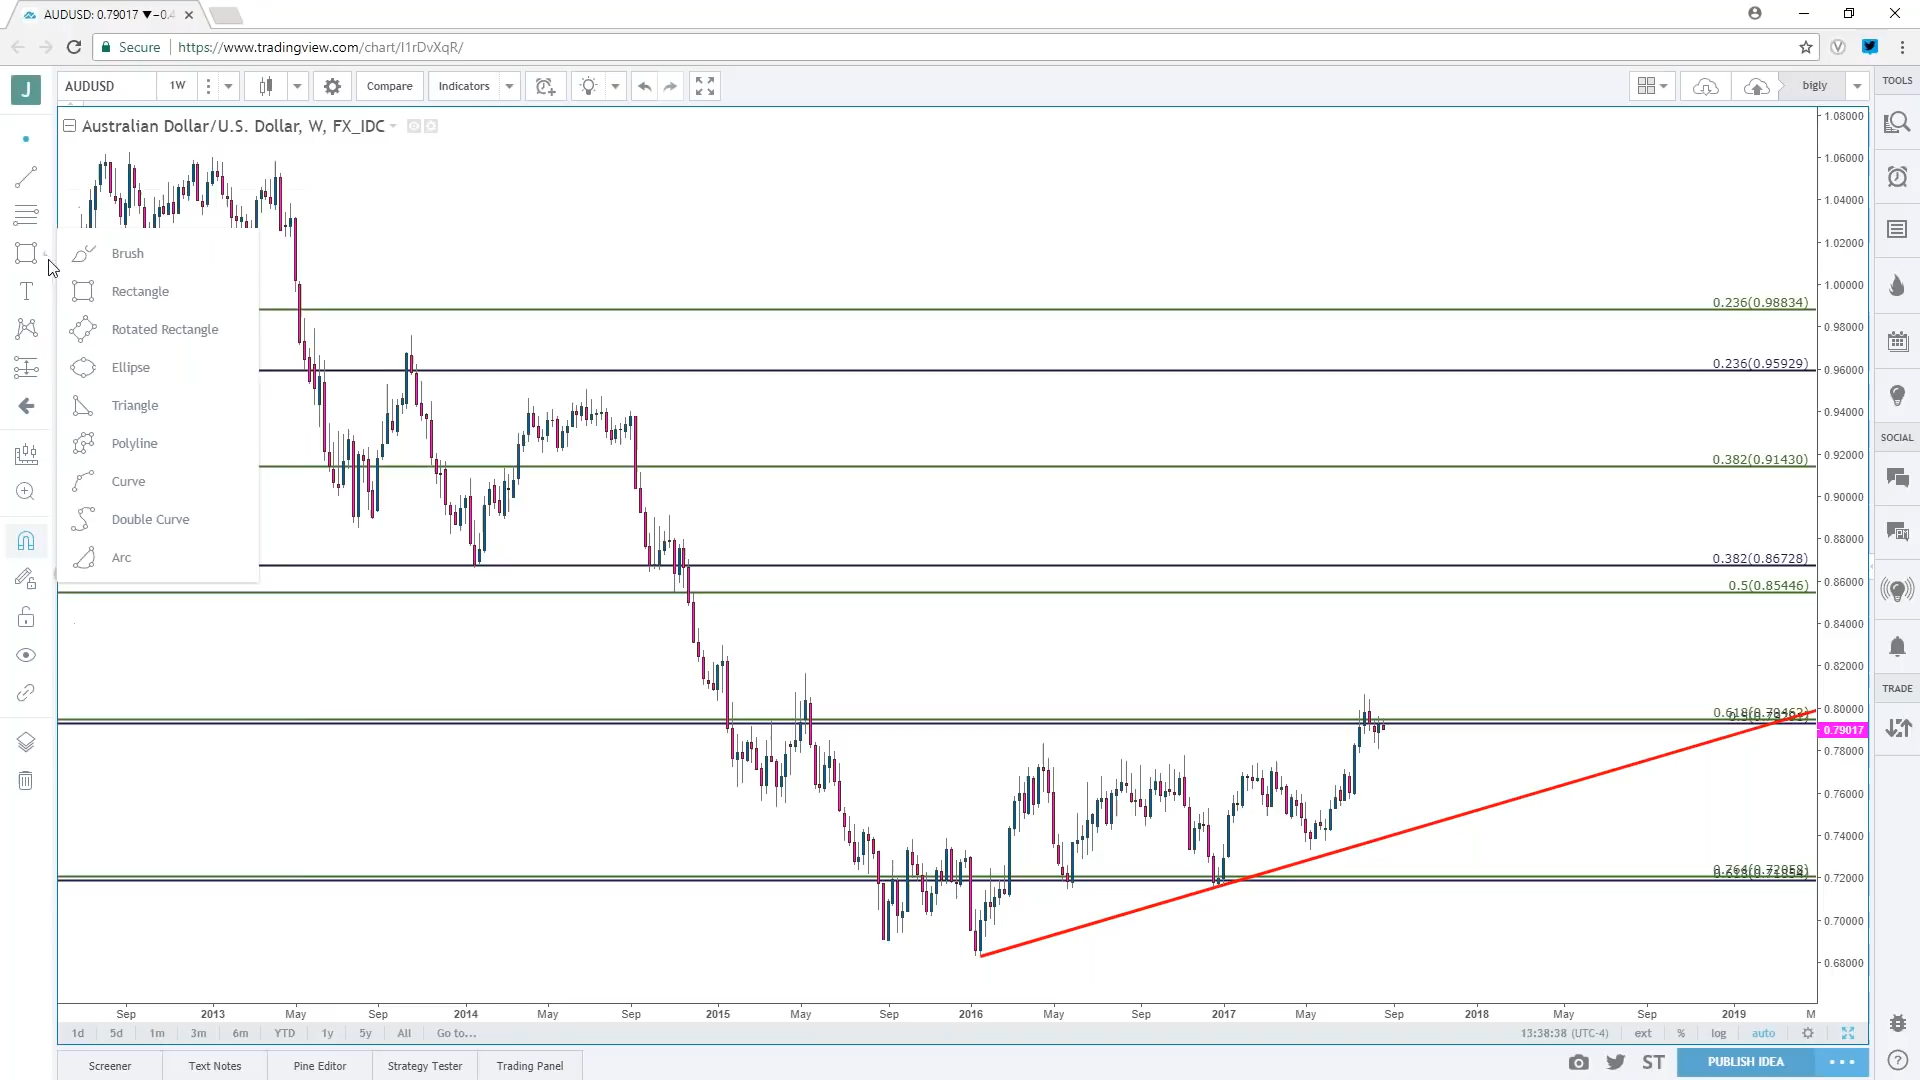 AUDUSD: 0.79017 ▼−0.4
Secure
https://www.tradingview.com/chart/I1rDvXqR/
J
AUDUSD
1W
Compare
Indicators
bigly
TOOLS
Australian Dollar/U.S. Dollar, W, FX_IDC
Brush
Rectangle
Rotated Rectangle
Ellipse
Triangle
Polyline
Curve
Double Curve
Arc
1.08000
1.06000
1.04000
1.02000
1.00000
0.98000
0.96000
0.94000
0.92000
0.90000
0.88000
0.86000
0.84000
0.82000
0.80000
0.79017
0.78000
0.76000
0.74000
0.72000
0.70000
0.68000
0.236(0.98834)
0.236(0.95929)
0.382(0.91430)
0.382(0.86728)
0.5(0.85446)
0.618(0.79462)
SOCIAL
TRADE
Sep 2013 May Sep 2014 May Sep 2015 May Sep 2016 May Sep 2017 May Sep 2018 May Sep 2019 M
1d 5d 1m 3m 6m YTD 1y 5y All Go to...
13:38:38 (UTC-4) ext % log auto
Screener
Text Notes
Pine Editor
Strategy Tester
Trading Panel
ST
PUBLISH IDEA